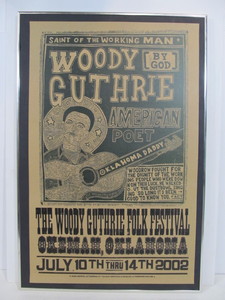 SAINT OF THE WORKING MAN
WOODY [BY GOD]
GUTHRIE
AMERICAN
POET
OKLAHOMA DADDY
THE WOODY GUTHRIE FOLK FESTIVAL
OKEMAH, OKLAHOMA
JULY 10TH THRU 14TH 2002